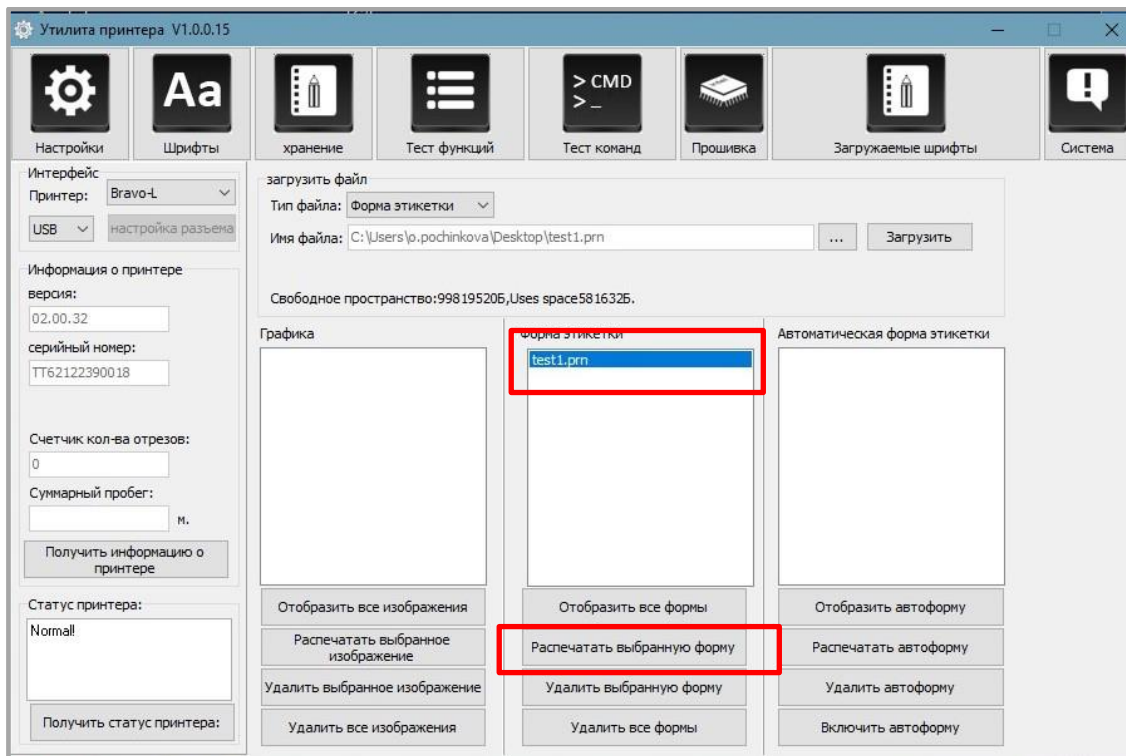 Утилита принтера V1.0.0.15
Aa
> CMD
> _
Настройки
Шрифты
хранение
Тест функций
Тест команд
Прошивка
Загружаемые шрифты
Система
Интерфейс
Принтер: Bravo-L
USB настройка разъема
Информация о принтере
версия:
02.00.32
серийный номер:
TT62122390018
Счетчик кол-ва отрезов:
0
Суммарный пробег:
м.
Получить информацию о
принтере
Статус принтера:
Normal!
Получить статус принтера:
загрузить файл
Тип файла: Форма этикетки
Имя файла: C:\Users\o.pochinkova\Desktop\test1.prn ... Загрузить
Свободное пространство:99819520Б,Uses space581632Б.
Графика
Отобразить все изображения
Распечатать выбранное
изображение
Удалить выбранное изображение
Удалить все изображения
Форма этикетки
test1.prn
Отобразить все формы
Распечатать выбранную форму
Удалить выбранную форму
Удалить все формы
Автоматическая форма этикетки
Отобразить автоформу
Распечатать автоформу
Удалить автоформу
Включить автоформу